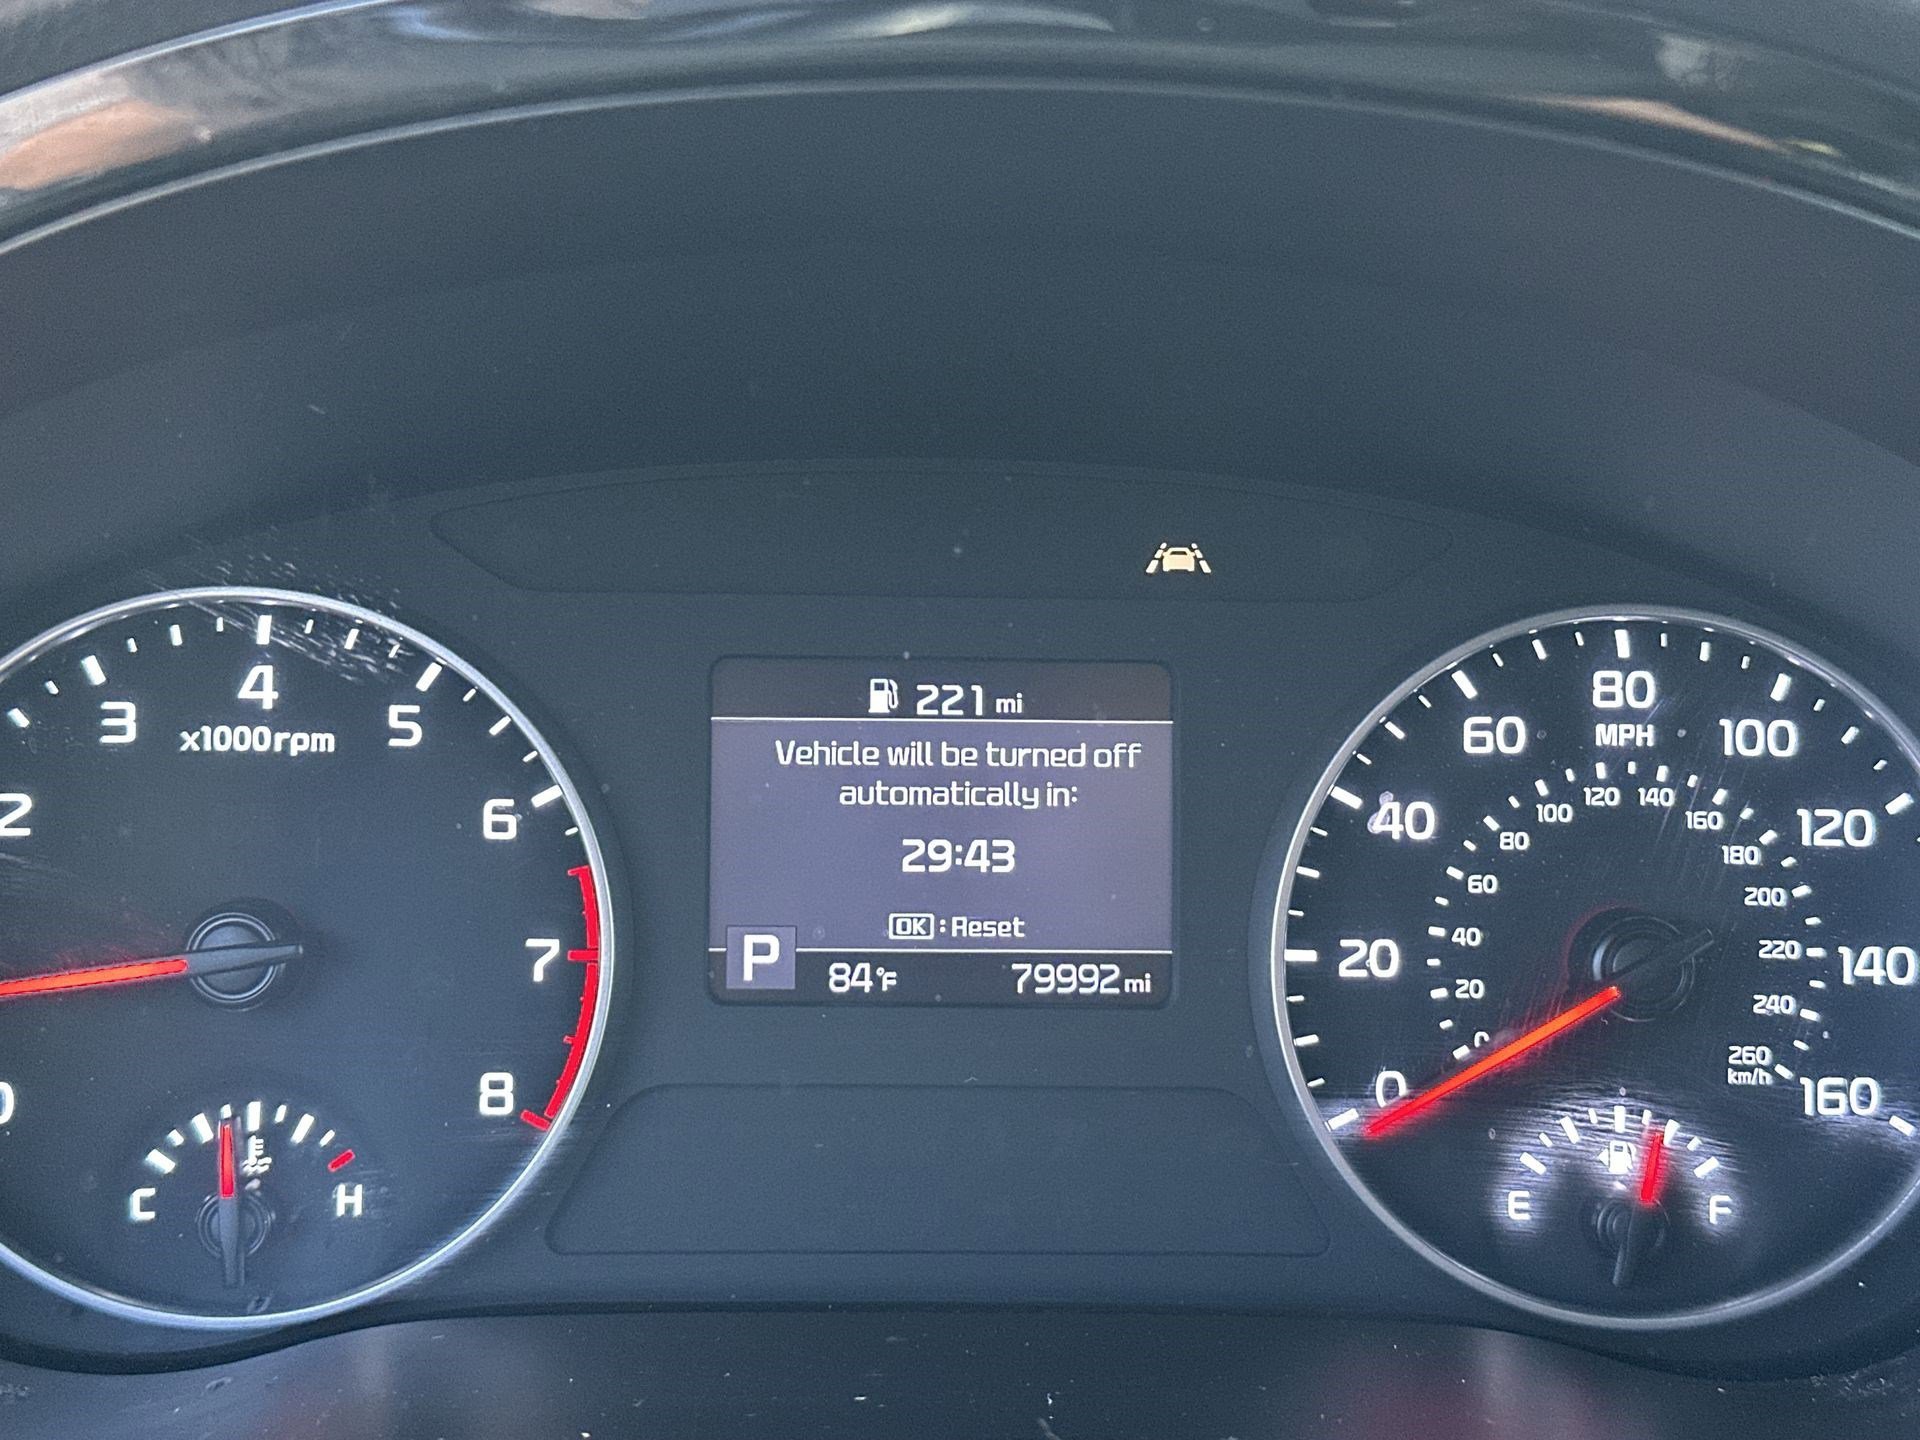 221 mi
Vehicle will be turned off
automatically in:
29:43
OK : Reset
P 84°F 79992 mi
0 2 3 4 5 6 7 8
x1000rpm
C H
0 20 40 60 80 100 120 140 160
MPH
0 20 40 60 80 100 120 140 160 180 200 220 240 260
km/h
E F